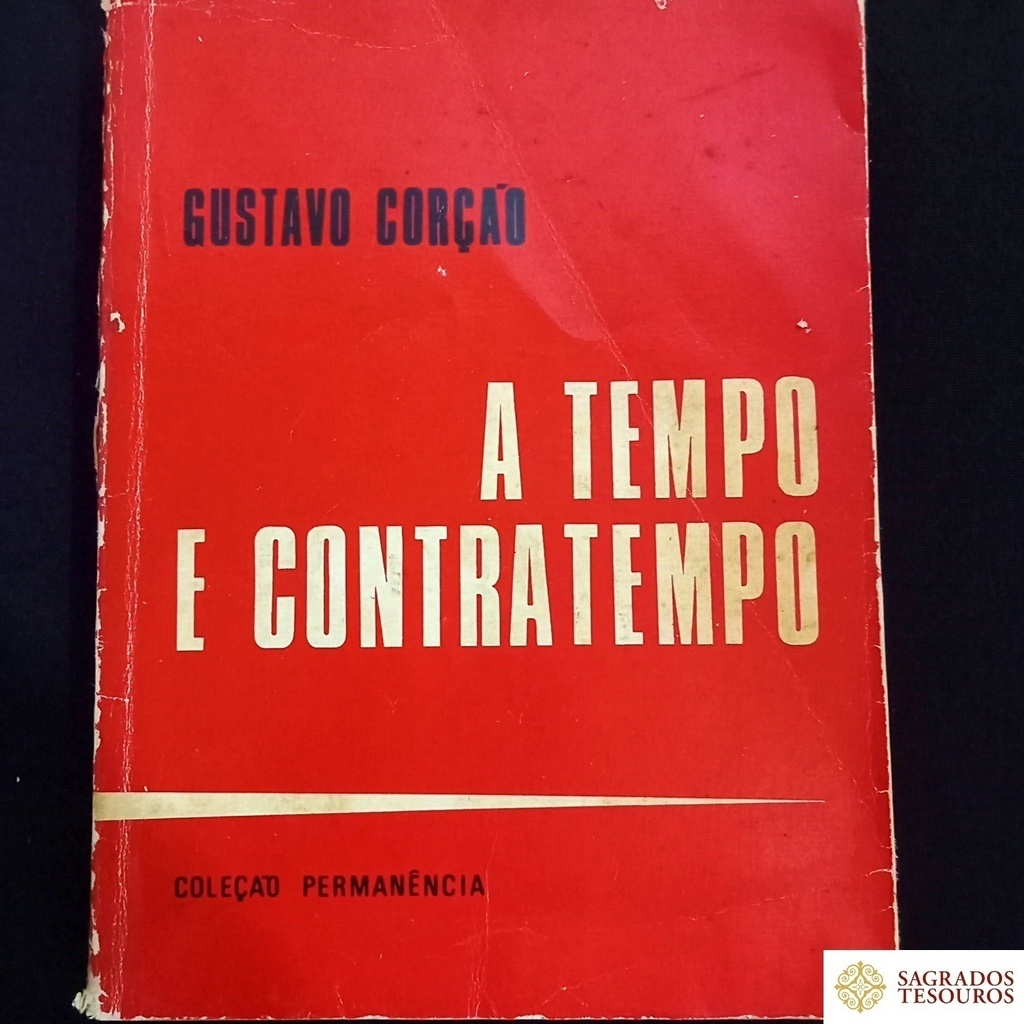 GUSTAVO CORÇÃO
A TEMPO
E CONTRATEMPO
COLEÇÃO PERMANÊNCIA
SAGRADOS
TESOUROS